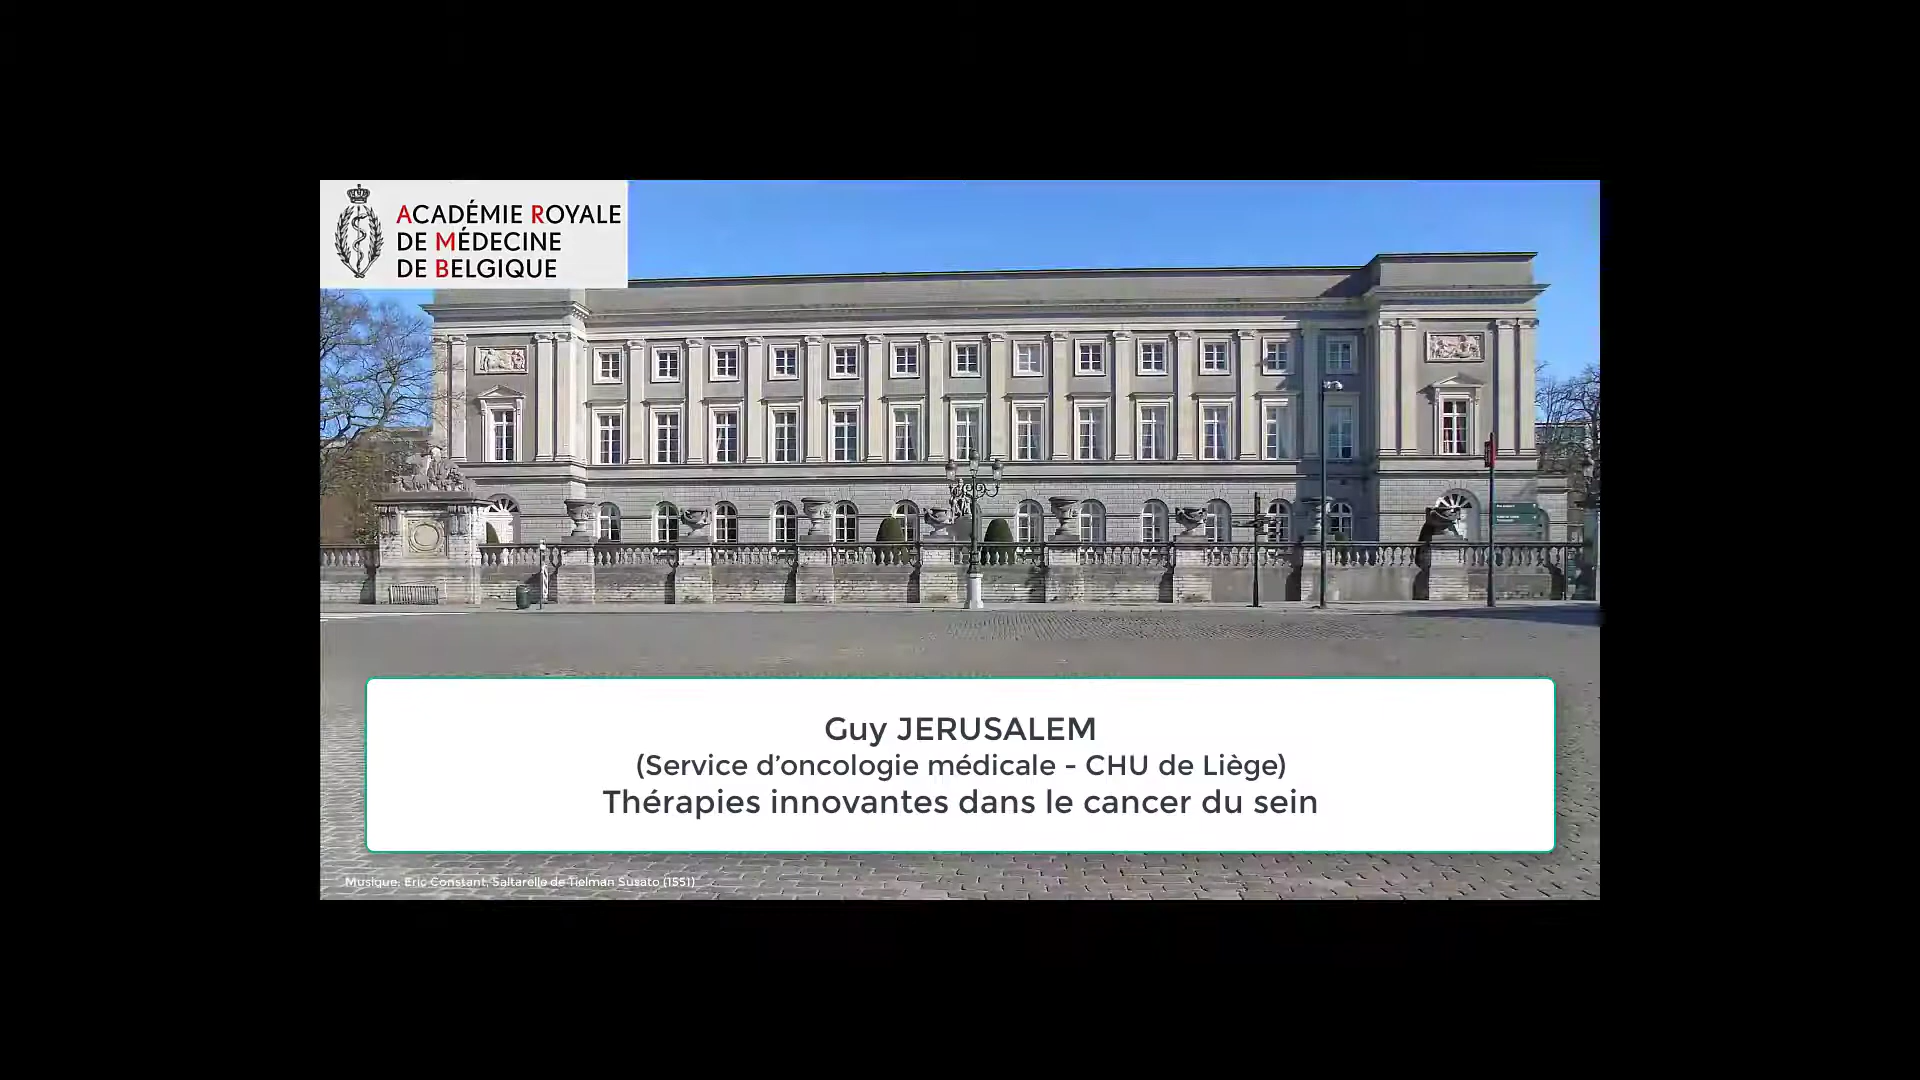 ACADÉMIE ROYALE
DE MÉDECINE
DE BELGIQUE
Guy JERUSALEM
(Service d’oncologie médicale - CHU de Liège)
Thérapies innovantes dans le cancer du sein
Musique: Eric Constant, Saltarelle de Tielman Susato (1551)